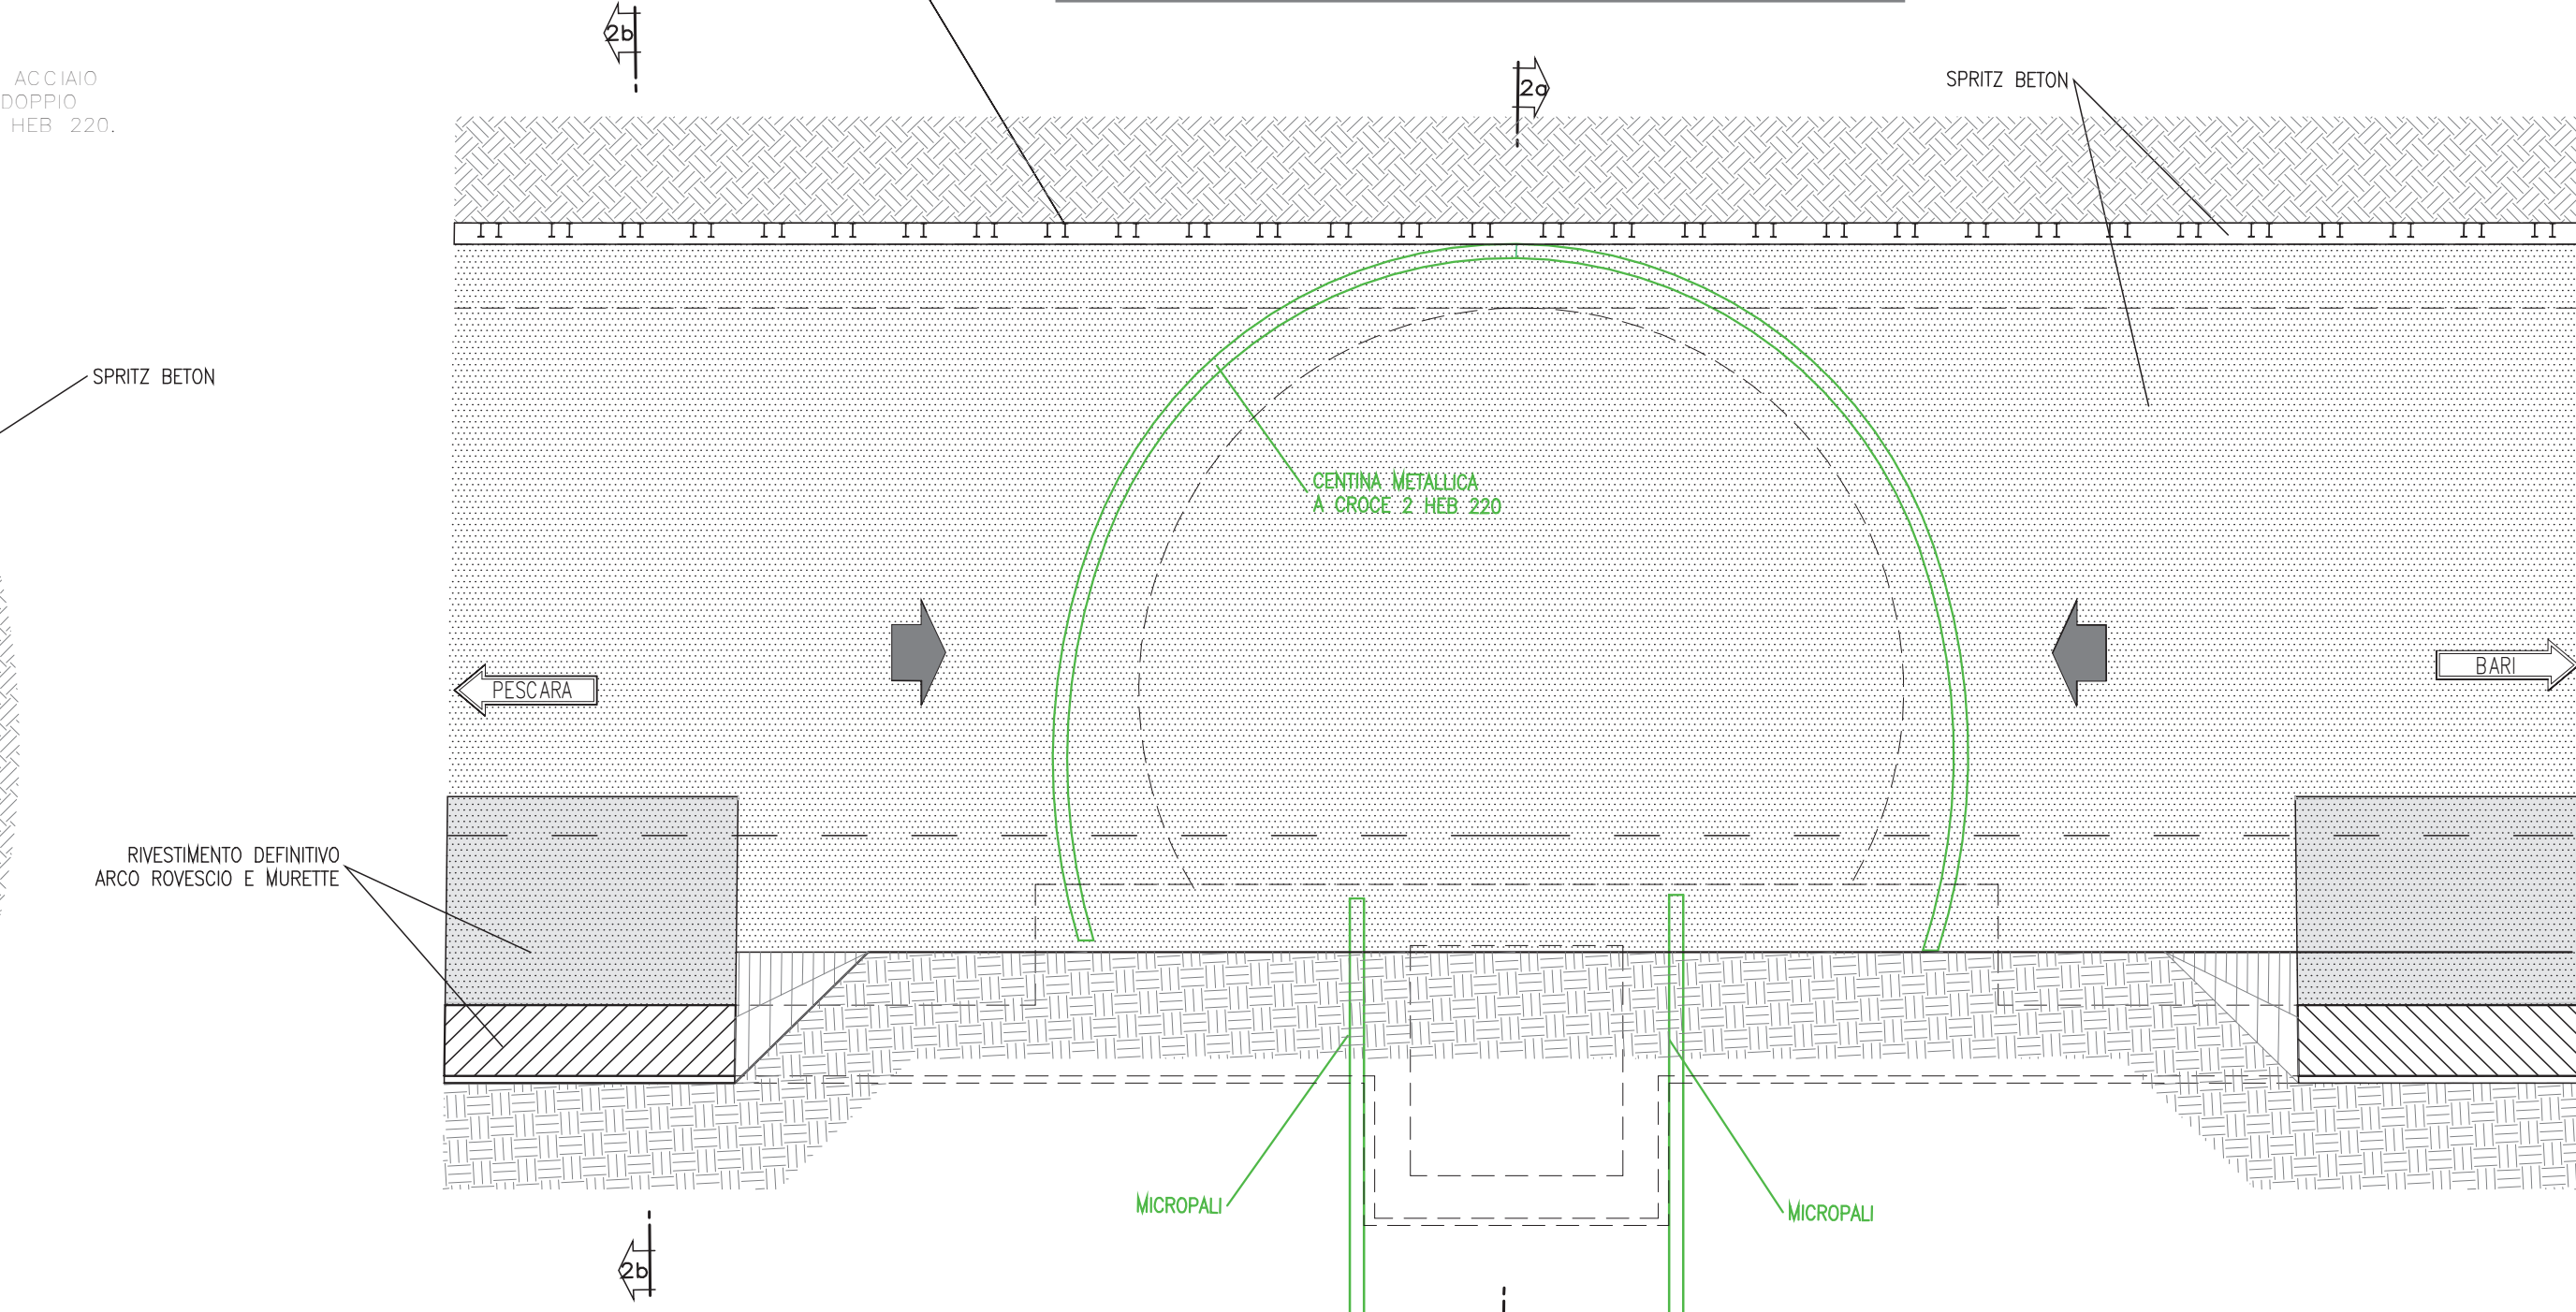 2b
2a
ACCIAIO
DOPPIO
HEB 220.
SPRITZ BETON
SPRITZ BETON
CENTINA METALLICA
A CROCE 2 HEB 220
PESCARA
BARI
RIVESTIMENTO DEFINITIVO
ARCO ROVESCIO E MURETTE
MICROPALI
MICROPALI
2b